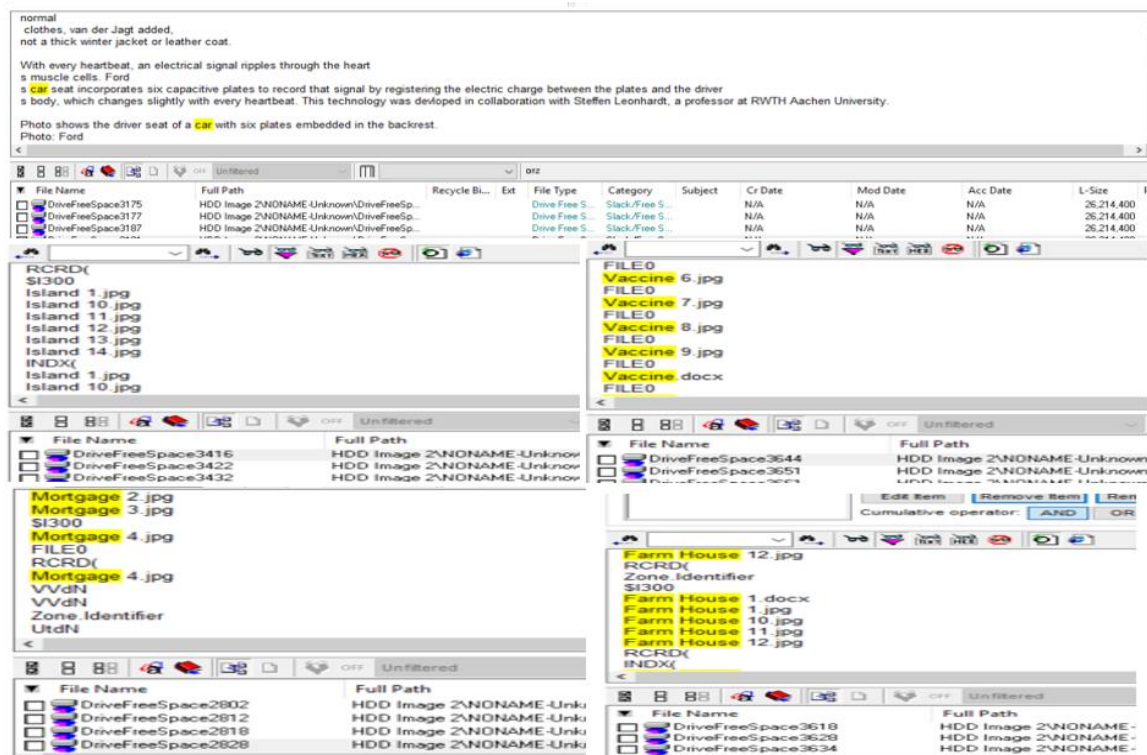 normal
clothes, van der Jagt added,
not a thick winter jacket or leather coat.
With every heartbeat, an electrical signal ripples through the heart
s muscle cells. Ford
s car seat incorporates six capacitive plates to record that signal by registering the electric charge between the plates and the driver
s body, which changes slightly with every heartbeat. This technology was devloped in collaboration with Steffen Leonhardt, a professor at RWTH Aachen University.
Photo shows the driver seat of a car with six plates embedded in the backrest.
Photo: Ford
OFF Unfiltered
File Name Full Path Recycle Bi... Ext File Type Category Subject Cr Date Mod Date Acc Date L-Size
DriveFreeSpace3175 HDD Image 2\NONAME-Unknown\DriveFreeSp... Drive Free S... Slack/Free S... N/A N/A N/A 26,214,400
DriveFreeSpace3177 HDD Image 2\NONAME-Unknown\DriveFreeSp... Drive Free S... Slack/Free S... N/A N/A N/A 26,214,400
DriveFreeSpace3187 HDD Image 2\NONAME-Unknown\DriveFreeSp... Drive Free S... Slack/Free S... N/A N/A N/A 26,214,400
TEXT HEX
RCRD(
$I300
Island 1.jpg
Island 10.jpg
Island 11.jpg
Island 12.jpg
Island 13.jpg
Island 14.jpg
INDX(
Island 1.jpg
Island 10.jpg
OFF Unfiltered
File Name Full Path
DriveFreeSpace3416 HDD Image 2\NONAME-Unknow
DriveFreeSpace3422 HDD Image 2\NONAME-Unknow
DriveFreeSpace3432 HDD Image 2\NONAME-Unknow
TEXT HEX
FILE0
Vaccine 6.jpg
FILE0
Vaccine 7.jpg
FILE0
Vaccine 8.jpg
FILE0
Vaccine 9.jpg
FILE0
Vaccine.docx
FILE0
OFF Unfiltered
File Name Full Path
DriveFreeSpace3644 HDD Image 2\NONAME-Unknown
DriveFreeSpace3651 HDD Image 2\NONAME-Unknown
Mortgage 2.jpg
Mortgage 3.jpg
$I300
Mortgage 4.jpg
FILE0
RCRD(
Mortgage 4.jpg
VVdN
VVdN
Zone.Identifier
UtdN
OFF Unfiltered
File Name Full Path
DriveFreeSpace2802 HDD Image 2\NONAME-Unk
DriveFreeSpace2812 HDD Image 2\NONAME-Unk
DriveFreeSpace2818 HDD Image 2\NONAME-Unk
DriveFreeSpace2828 HDD Image 2\NONAME-Unk
Edit Item Remove Item Rem
Cumulative operator: AND OR
TEXT HEX
Farm House 12.jpg
RCRD(
Zone.Identifier
$I300
Farm House 1.docx
Farm House 1.jpg
Farm House 10.jpg
Farm House 11.jpg
Farm House 12.jpg
RCRD(
INDX(
OFF Unfiltered
File Name Full Path
DriveFreeSpace3618 HDD Image 2\NONAME-
DriveFreeSpace3628 HDD Image 2\NONAME-
DriveFreeSpace3634 HDD Image 2\NONAME-